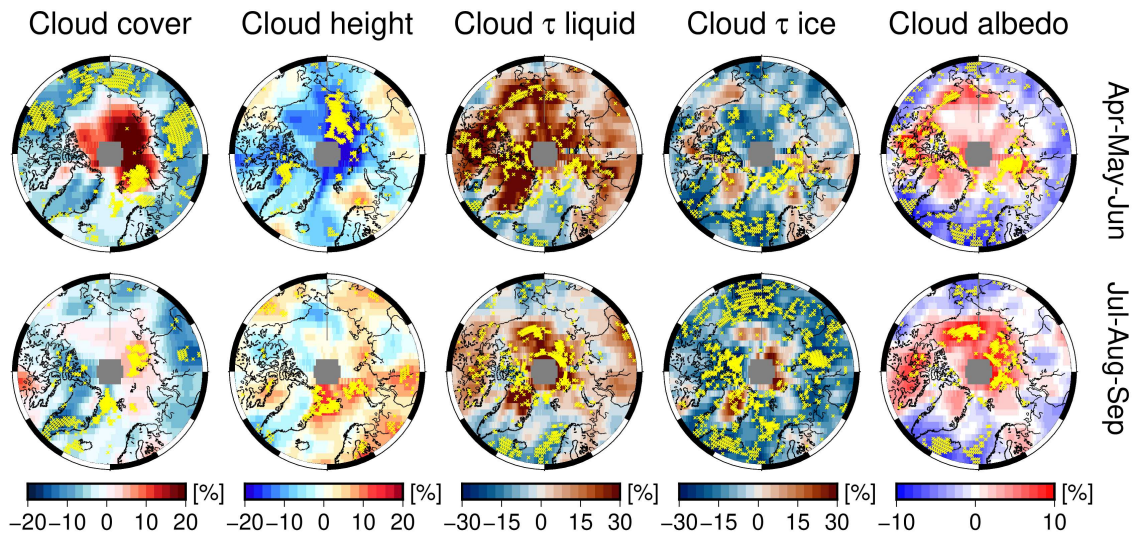 Cloud cover Cloud height Cloud τ liquid Cloud τ ice Cloud albedo
Apr-May-Jun
Jul-Aug-Sep
[%] [%] [%] [%] [%]
−20 −10 0 10 20 −20 −10 0 10 20 −30 −15 0 15 30 −30 −15 0 15 30 −10 0 10